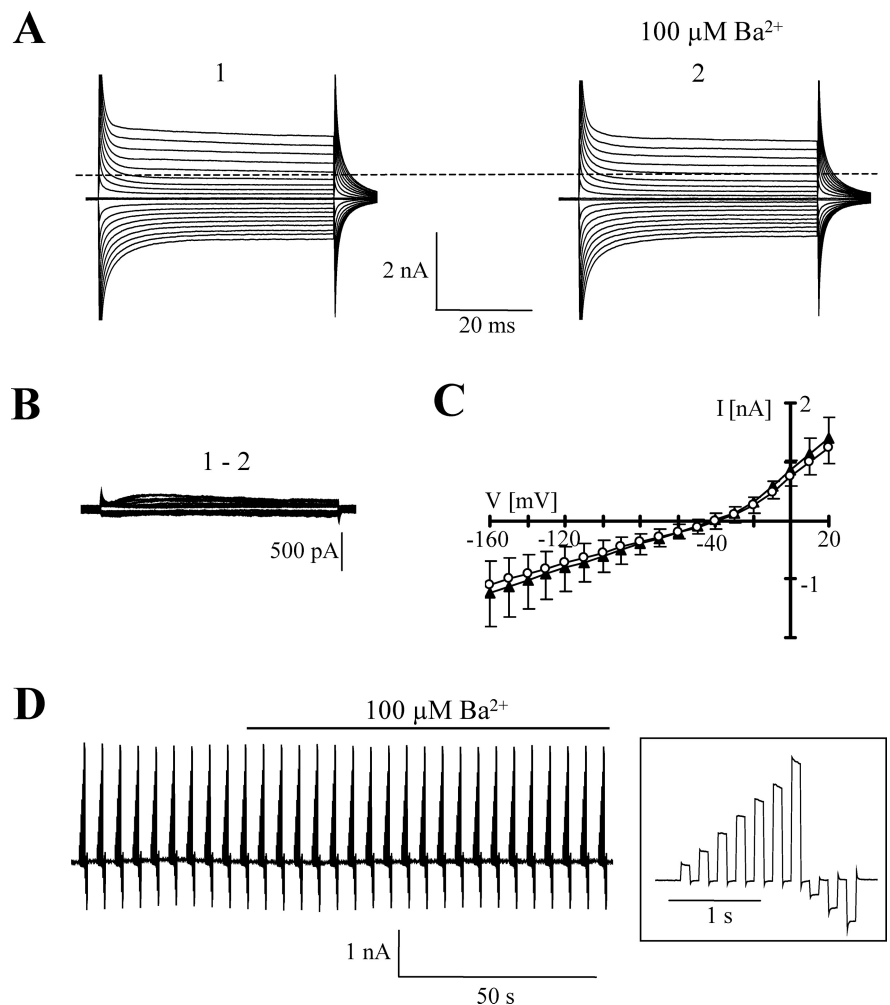 A
100 μM Ba²⁺
1
2
2 nA
20 ms
B
1 - 2
500 pA
C
I [nA]
2
V [mV]
-160
-120
-40
20
-1
D
100 μM Ba²⁺
1 s
1 nA
50 s